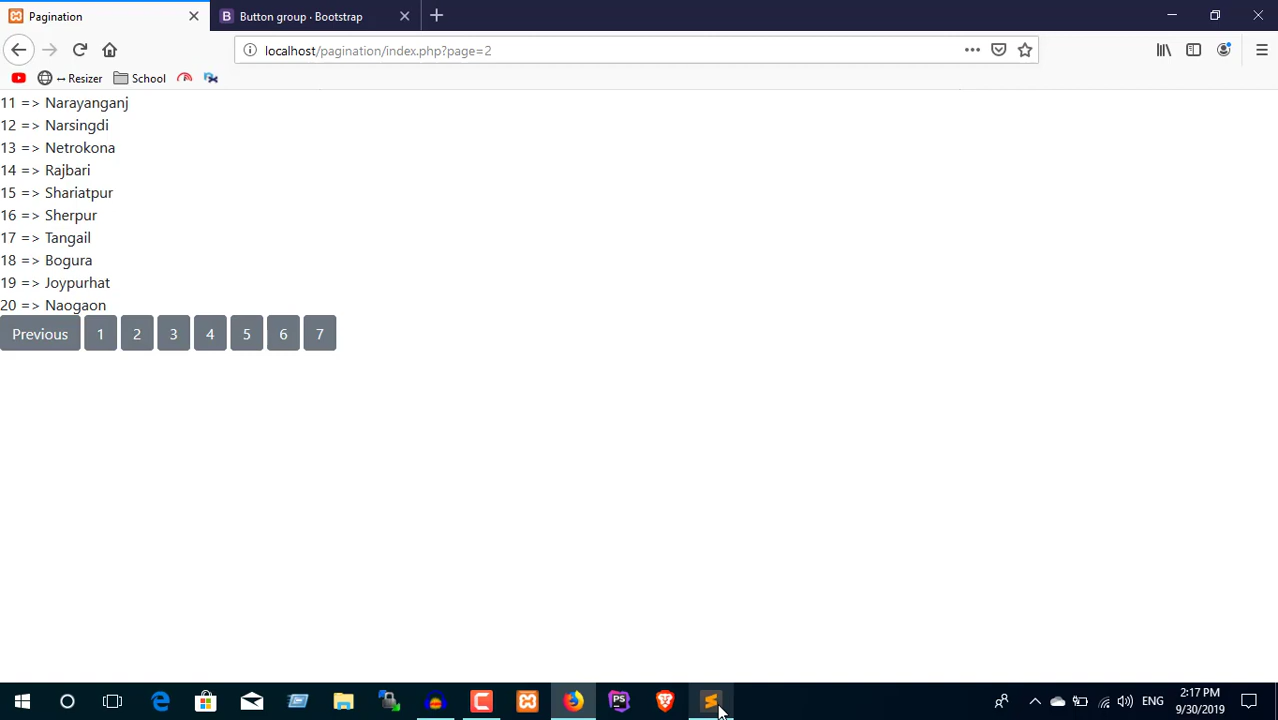 Pagination
Button group · Bootstrap
localhost/pagination/index.php?page=2
↔ Resizer
School
11 => Narayanganj
12 => Narsingdi
13 => Netrokona
14 => Rajbari
15 => Shariatpur
16 => Sherpur
17 => Tangail
18 => Bogura
19 => Joypurhat
20 => Naogaon
Previous 1 2 3 4 5 6 7
ENG
2:17 PM
9/30/2019